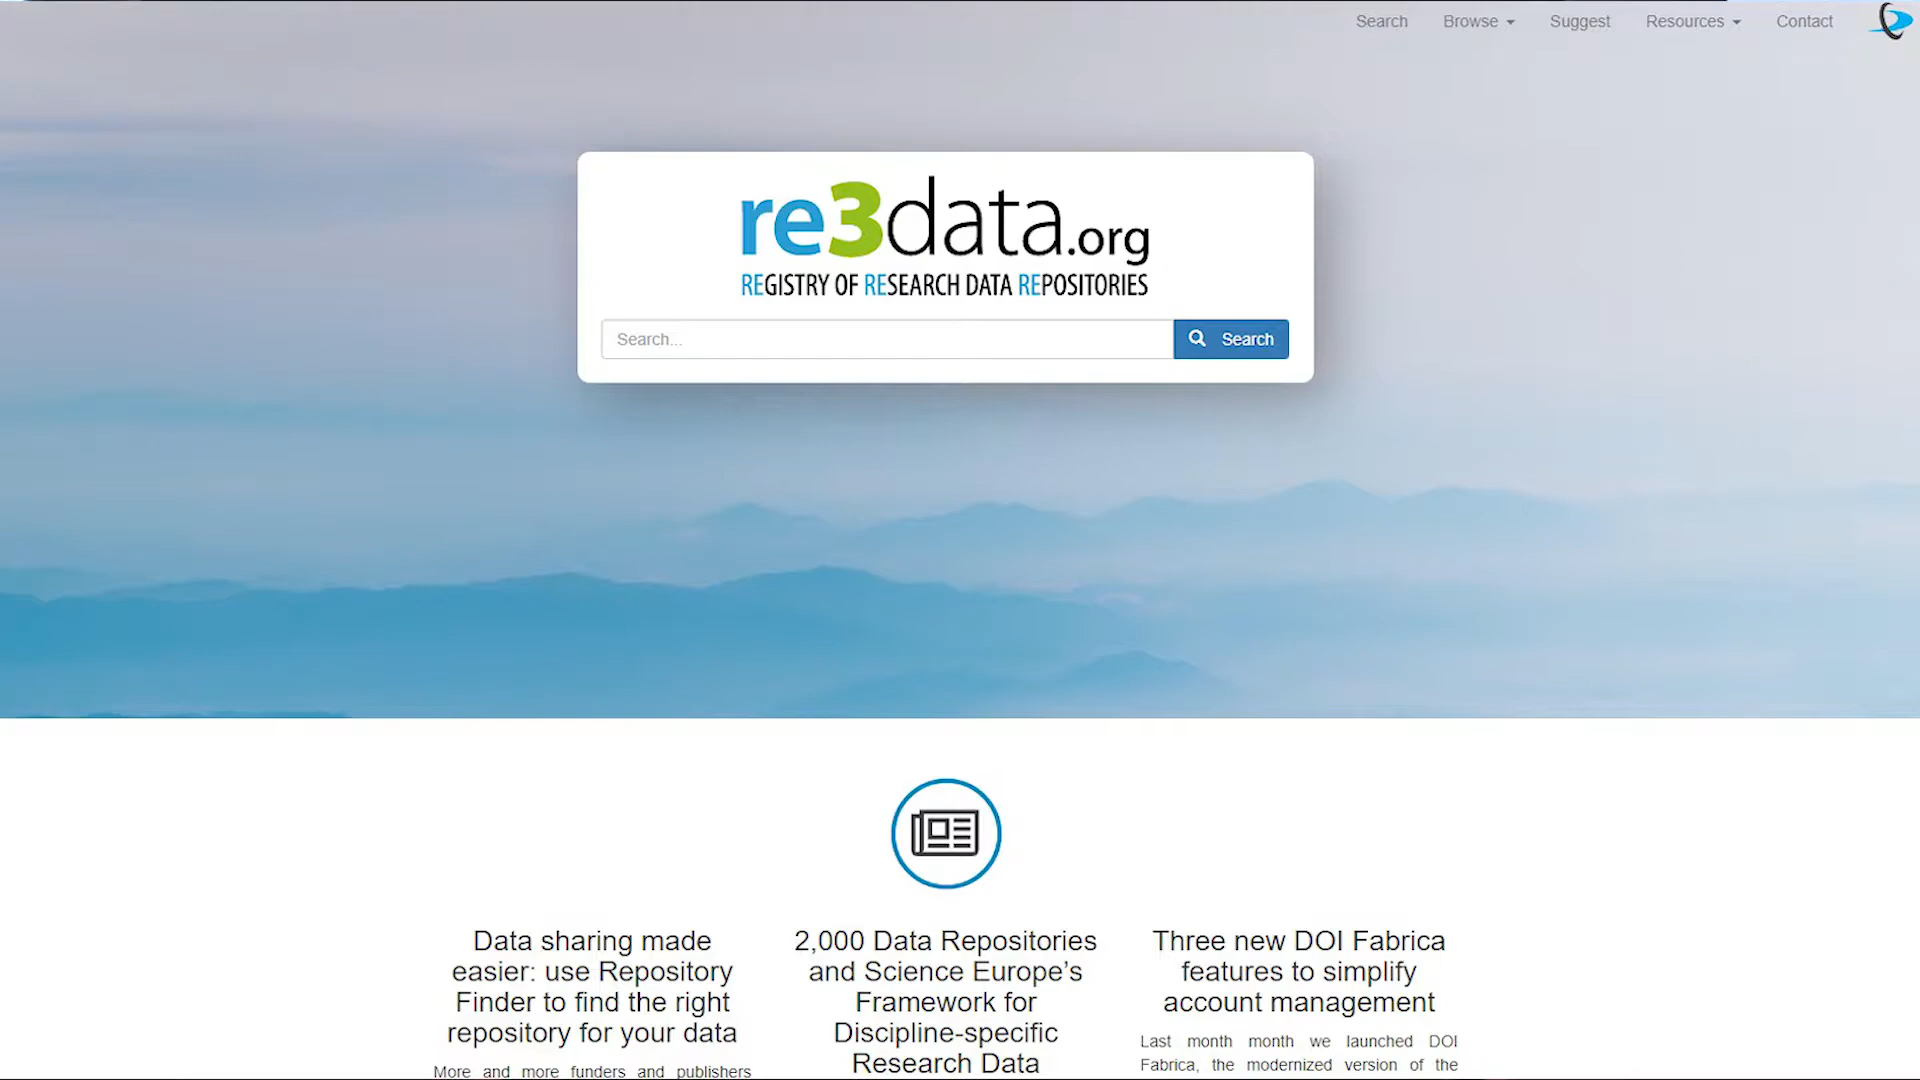 Search Browse Suggest Resources Contact
re3data.org
REGISTRY OF RESEARCH DATA REPOSITORIES
Search... Search
Data sharing made
easier: use Repository
Finder to find the right
repository for your data
More and more funders and publishers
2,000 Data Repositories
and Science Europe’s
Framework for
Discipline-specific
Research Data
Three new DOI Fabrica
features to simplify
account management
Last month month we launched DOI
Fabrica, the modernized version of the